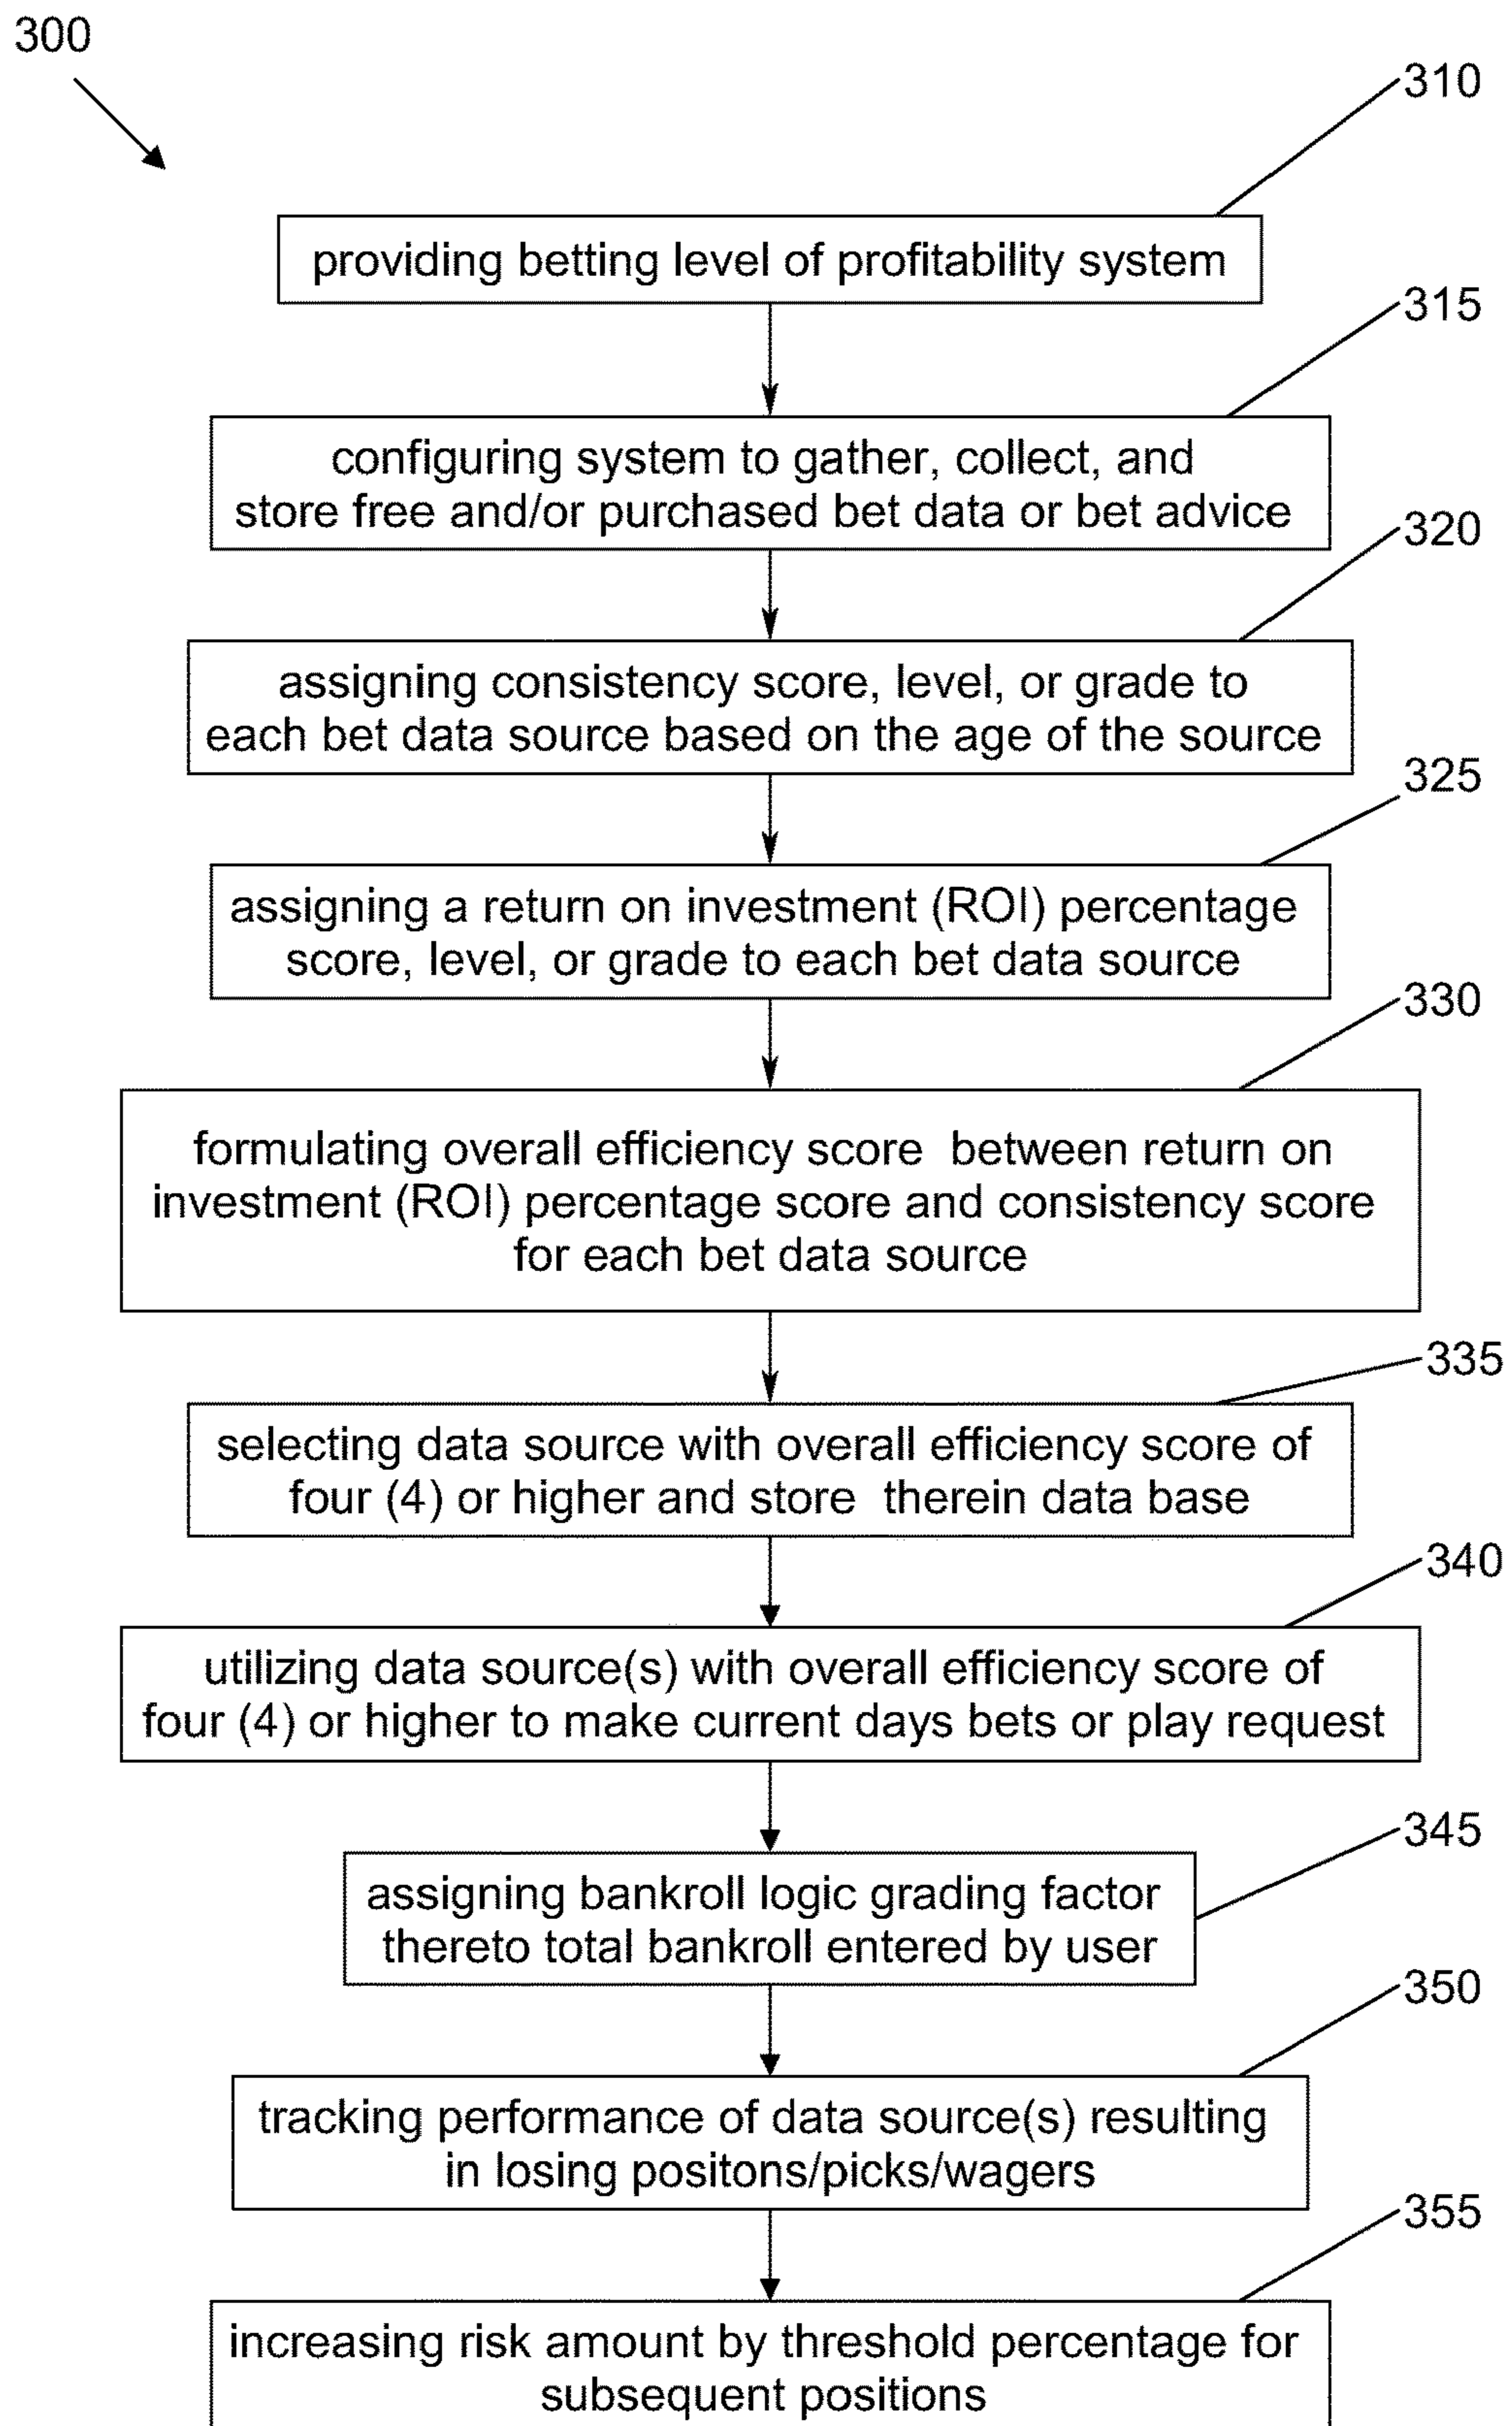 300
310
providing betting level of profitability system
315
configuring system to gather, collect, and
store free and/or purchased bet data or bet advice
320
assigning consistency score, level, or grade to
each bet data source based on the age of the source
325
assigning a return on investment (ROI) percentage
score, level, or grade to each bet data source
330
formulating overall efficiency score between return on
investment (ROI) percentage score and consistency score
for each bet data source
335
selecting data source with overall efficiency score of
four (4) or higher and store therein data base
340
utilizing data source(s) with overall efficiency score of
four (4) or higher to make current days bets or play request
345
assigning bankroll logic grading factor
thereto total bankroll entered by user
350
tracking performance of data source(s) resulting
in losing positons/picks/wagers
355
increasing risk amount by threshold percentage for
subsequent positions